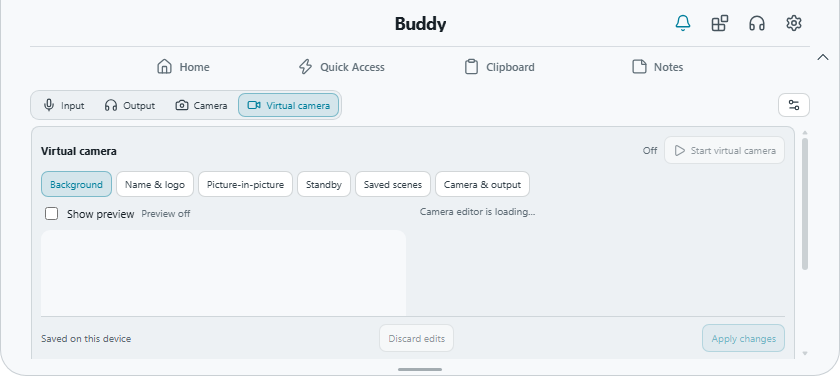 Buddy
Home Quick Access Clipboard Notes
Input Output Camera Virtual camera
Virtual camera Off Start virtual camera
Background Name & logo Picture-in-picture Standby Saved scenes Camera & output
Show preview Preview off Camera editor is loading...
Saved on this device Discard edits Apply changes